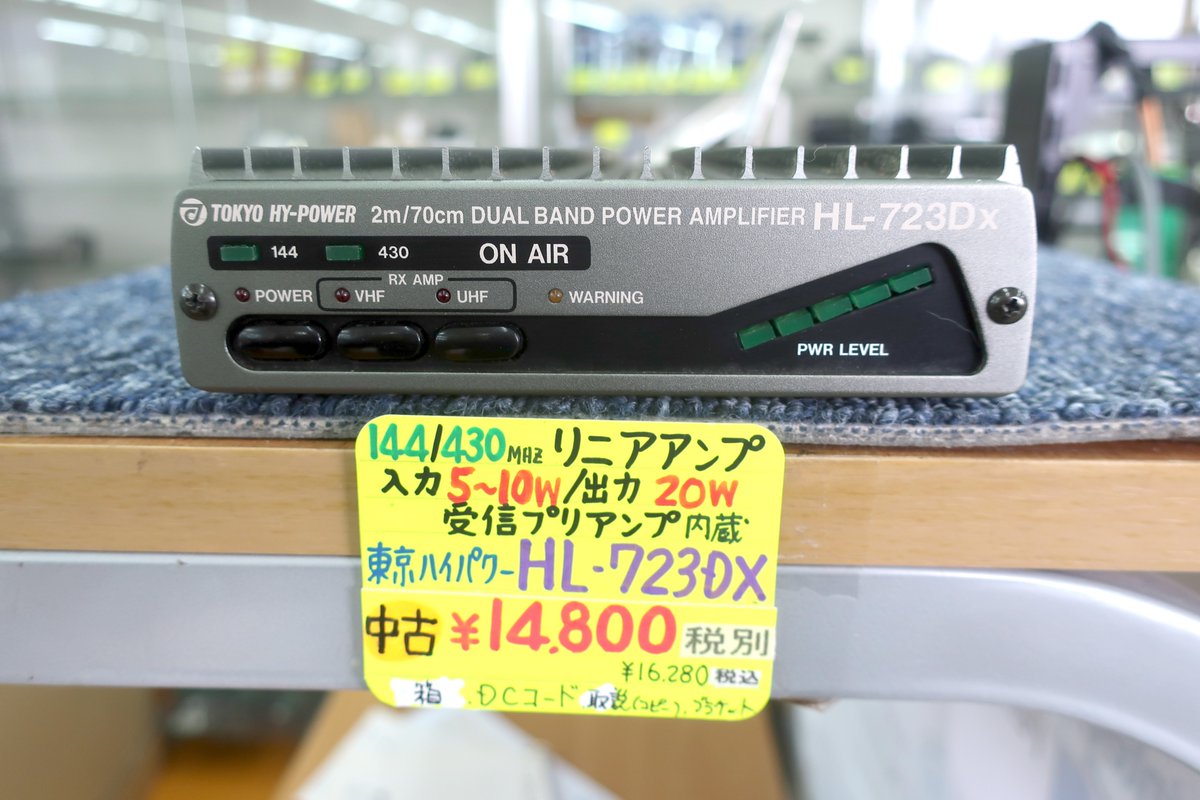 TOKYO HY-POWER 2m/70cm DUAL BAND POWER AMPLIFIER HL-723Dx
144 430 ON AIR
RX AMP
POWER VHF UHF WARNING
PWR LEVEL
144/430MHZ リニアアンプ
入力 5~10W/出力 20W
受信プリアンプ内蔵
東京ハイパワー HL-723DX
中古 ¥14.800 税別
¥16.280 税込
箱.DCコード 取説(コピー).ブラケット